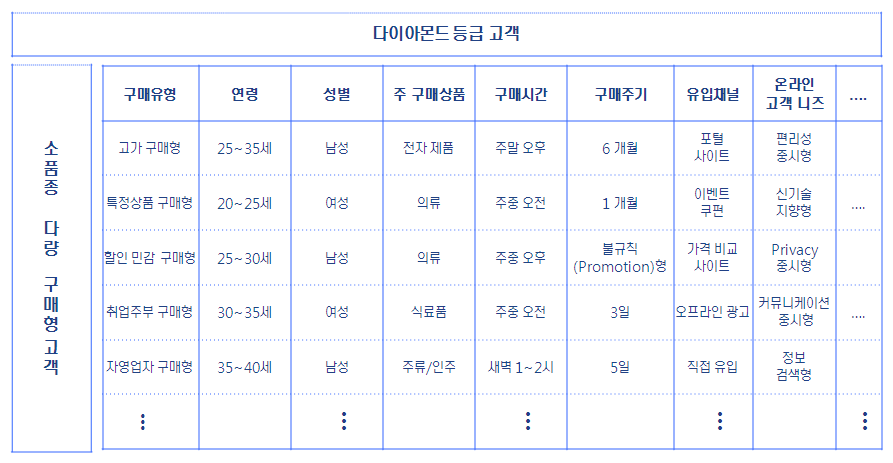 다이아몬드 등급 고객
소품종 다량 구매형 고객
구매유형 연령 성별 주 구매상품 구매시간 구매주기 유입채널 온라인 고객 니즈 ....
고가 구매형 25~35세 남성 전자 제품 주말 오후 6 개월 포털 사이트 편리성 중시형
특정상품 구매형 20~25세 여성 의류 주중 오전 1 개월 이벤트 쿠펀 신기술 지향형 ....
할인 민감 구매형 25~30세 남성 의류 주중 오후 불규칙 (Promotion)형 가격 비교 사이트 Privacy 중시형
취업주부 구매형 30~35세 여성 식료품 주중 오전 3일 오프라인 광고 커뮤니케이션 중시형 ....
자영업자 구매형 35~40세 남성 주류/인주 새벽 1~2시 5일 직접 유입 정보 검색형